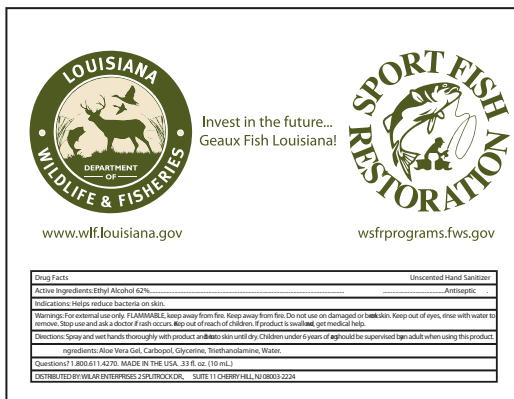 LOUISIANA
DEPARTMENT
OF
WILDLIFE & FISHERIES
www.wlf.louisiana.gov
Invest in the future...
Geaux Fish Louisiana!
SPORT FISH
RESTORATION
wsfrprograms.fws.gov
Drug Facts Unscented Hand Sanitizer
Active Ingredients: Ethyl Alcohol 62%.......................................................................... ................................Antiseptic .
Indications: Helps reduce bacteria on skin.
Warnings: For external use only. FLAMMABLE, keep away from fire. Keep away from fire. Do not use on damaged or skin. Keep out of eyes, rinse with water to
remove. Stop use and ask a doctor if rash occurs. Keep out of reach of children. If product is get medical help.
Directions: Spray and wet hands thoroughly with product skin until dry. Children under 6 years of should be supervised adult when using this product.
ngredients: Aloe Vera Gel, Carbopol, Glycerine, Triethanolamine, Water.
Questions? 1.800.611.4270. MADE IN THE USA. .33 fl. oz. (10 mL.)
DISTRIBUTED BY: WILAR ENTERPRISES 2 SPLITROCK DR., SUITE 11 CHERRY HILL, NJ 08003-2224